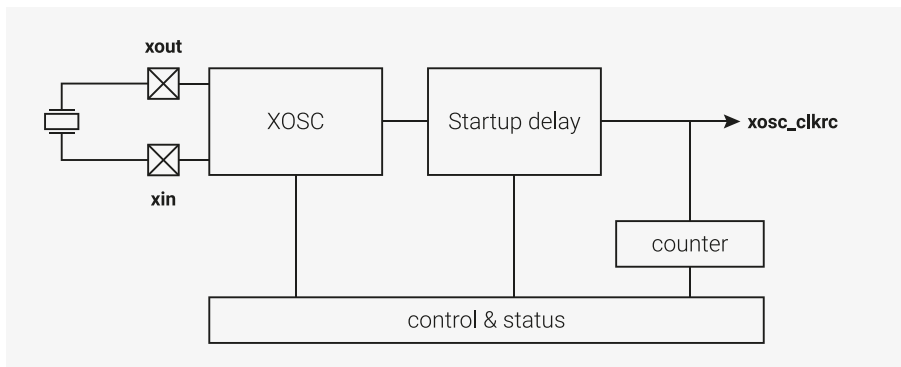 xout
XOSC
Startup delay
xosc_clkrc
xin
counter
control & status